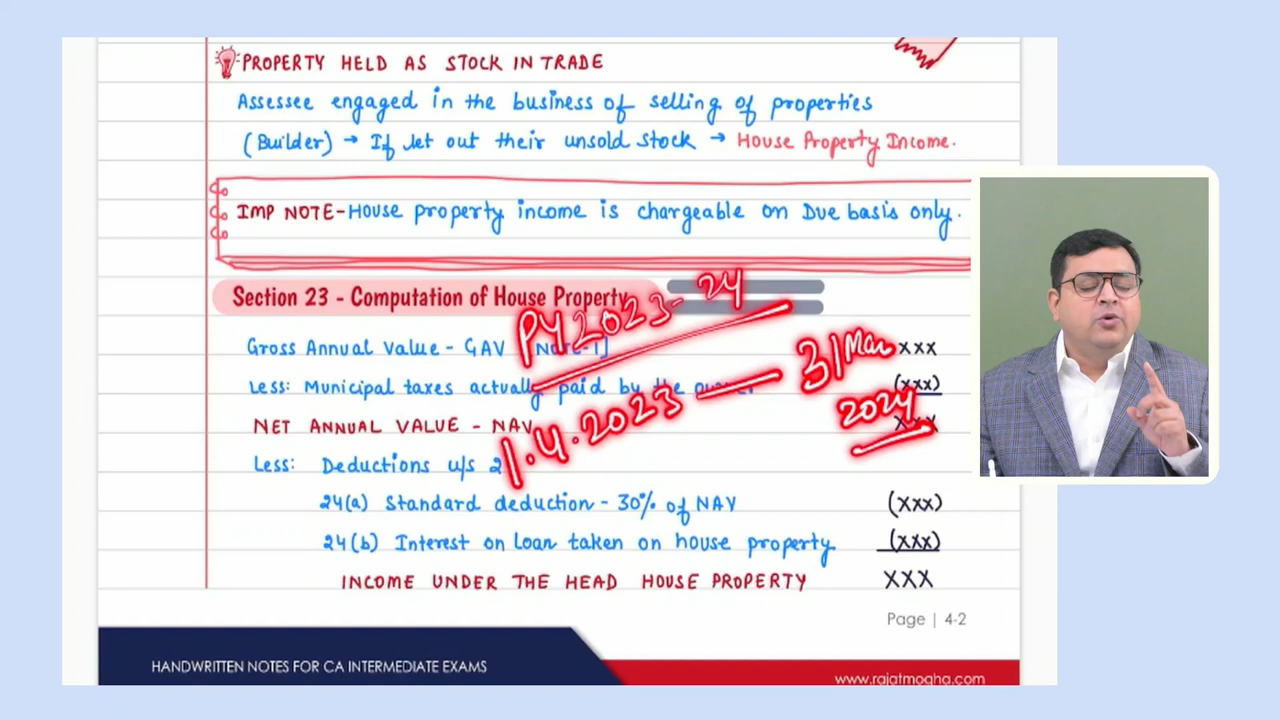 PROPERTY HELD AS STOCK IN TRADE
Assessee engaged in the business of selling of properties
(Builder) → If let out their unsold stock → House Property Income.
IMP NOTE-House property income is chargeable on Due basis only.
Section 23 - Computation of House Property
PY 2023-24
Gross Annual Value - GAV [NOTE-1] XXX
31 Mar
2024
Less: Municipal taxes actually paid by the (XXX)
1.4.2023
NET ANNUAL VALUE - NAV XXX
Less: Deductions u/s 2
24(a) Standard deduction - 30% of NAV (XXX)
24(b) Interest on loan taken on house property (XXX)
INCOME UNDER THE HEAD HOUSE PROPERTY XXX
Page | 4-2
HANDWRITTEN NOTES FOR CA INTERMEDIATE EXAMS
www.rajatmogha.com